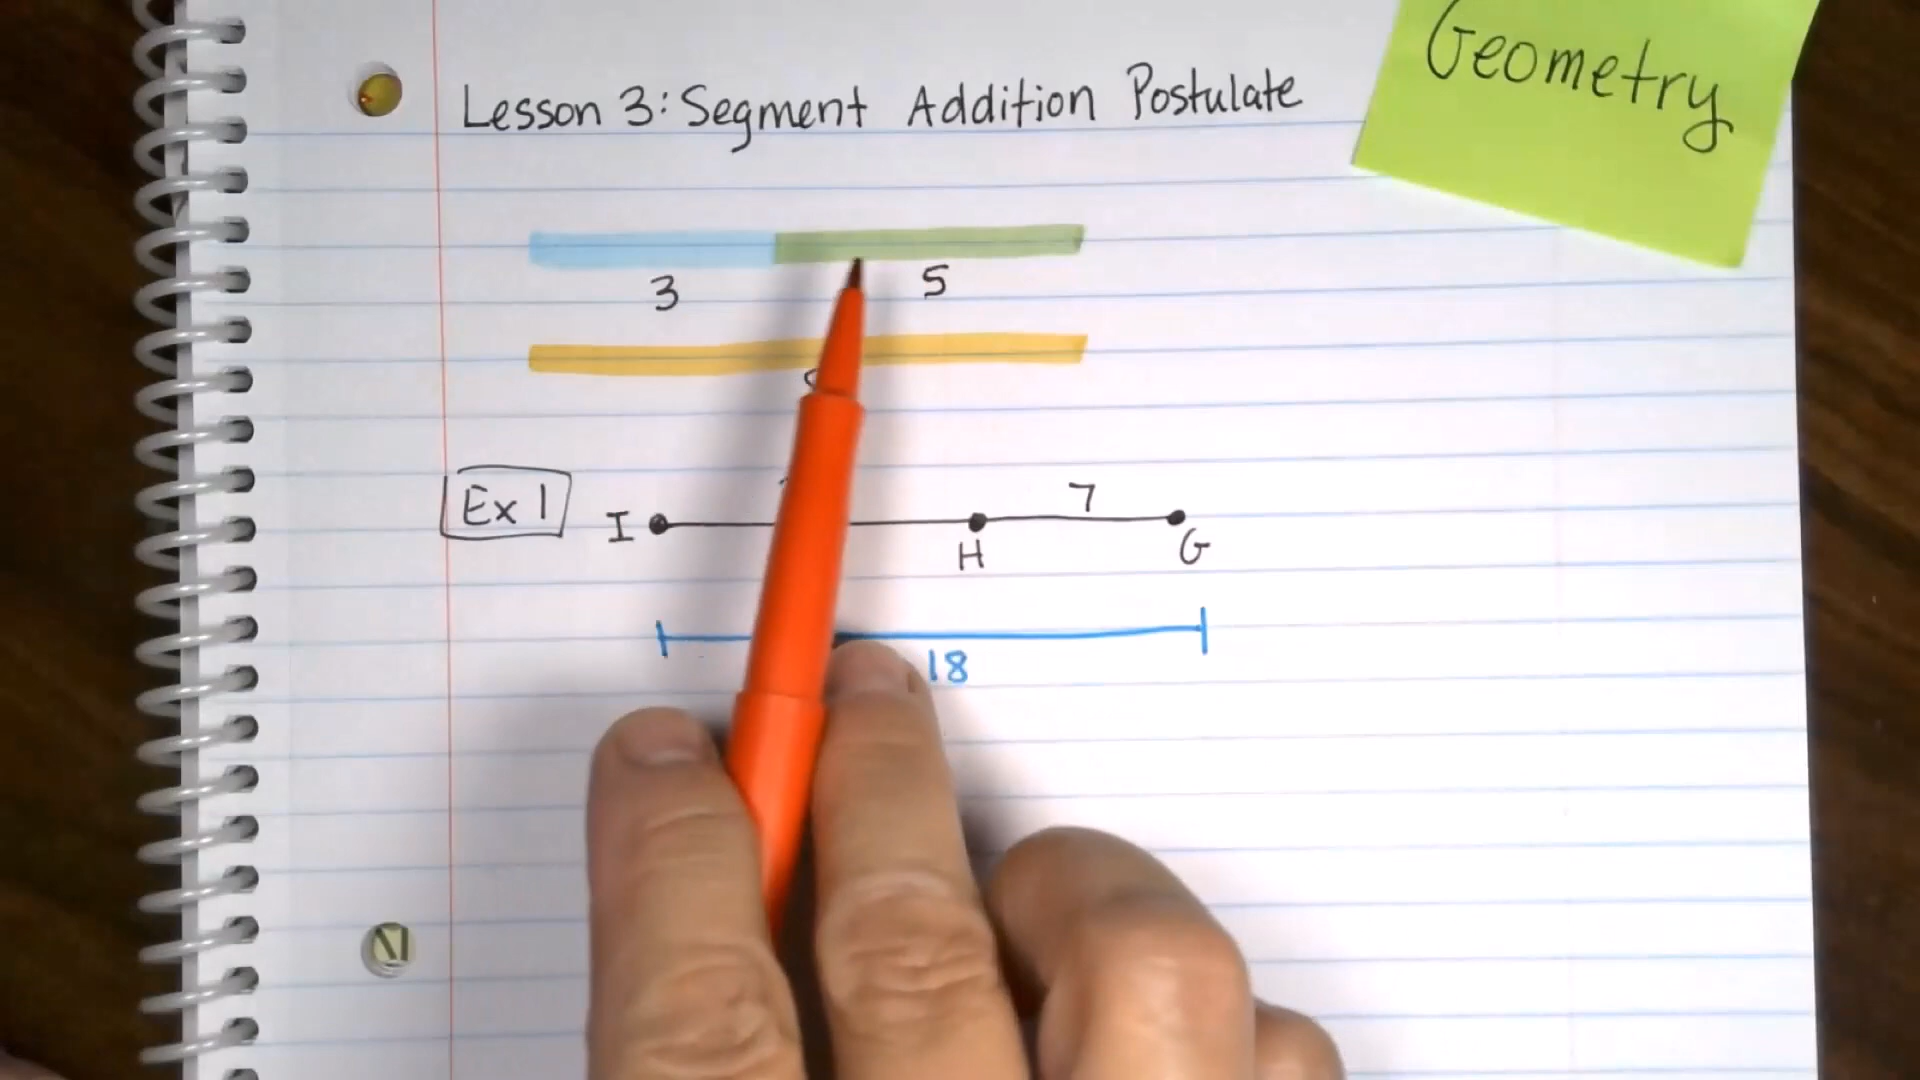 Geometry
Lesson 3: Segment Addition Postulate
3 5
Ex 1
7
I H G
18